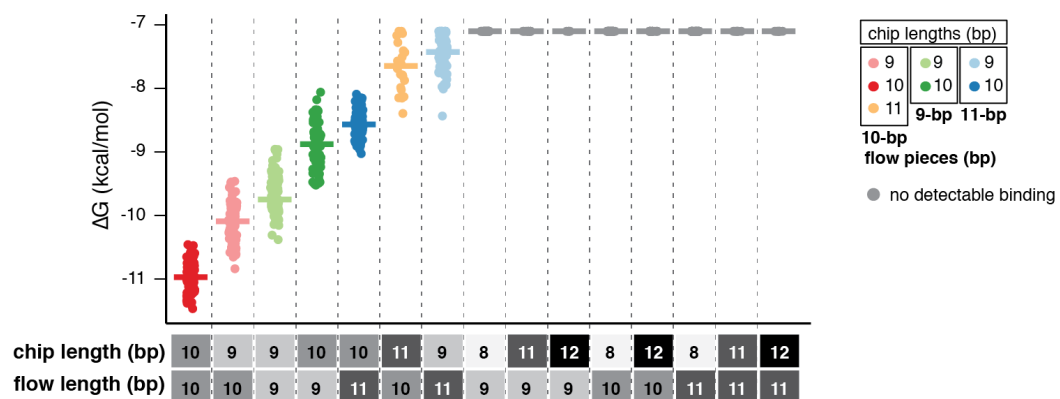 -7
-8
-9
-10
-11
ΔG (kcal/mol)
chip length (bp) 10 9 9 10 10 11 9 8 11 12 8 12 8 11 12
flow length (bp) 10 10 9 9 11 10 11 9 9 9 10 10 11 11 11
chip lengths (bp)
9 9 9
10 10 10
11 9-bp 11-bp
10-bp
flow pieces (bp)
no detectable binding